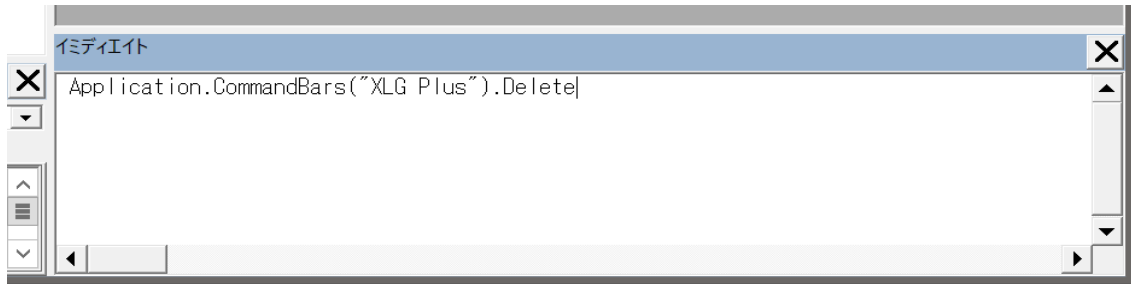 イミディエイト
Application.CommandBars("XLG Plus").Delete